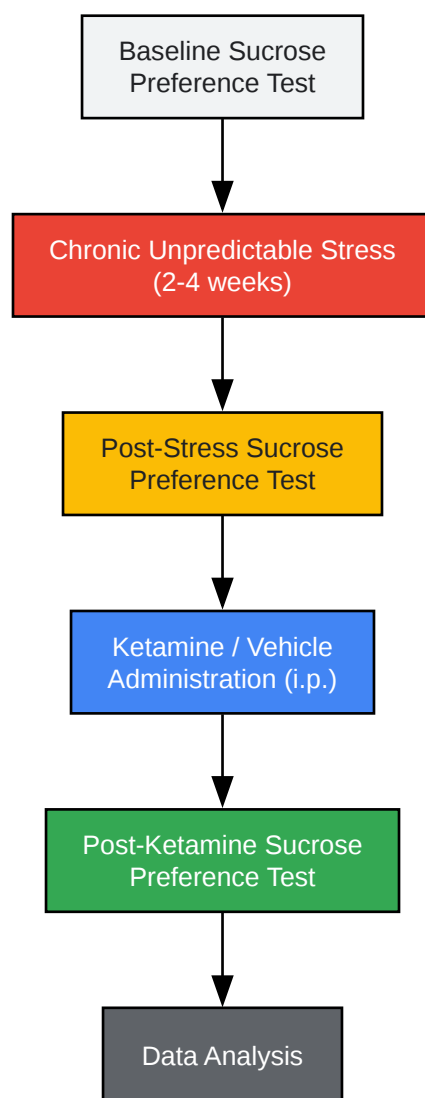 Baseline Sucrose
Preference Test
Chronic Unpredictable Stress
(2-4 weeks)
Post-Stress Sucrose
Preference Test
Ketamine / Vehicle
Administration (i.p.)
Post-Ketamine Sucrose
Preference Test
Data Analysis